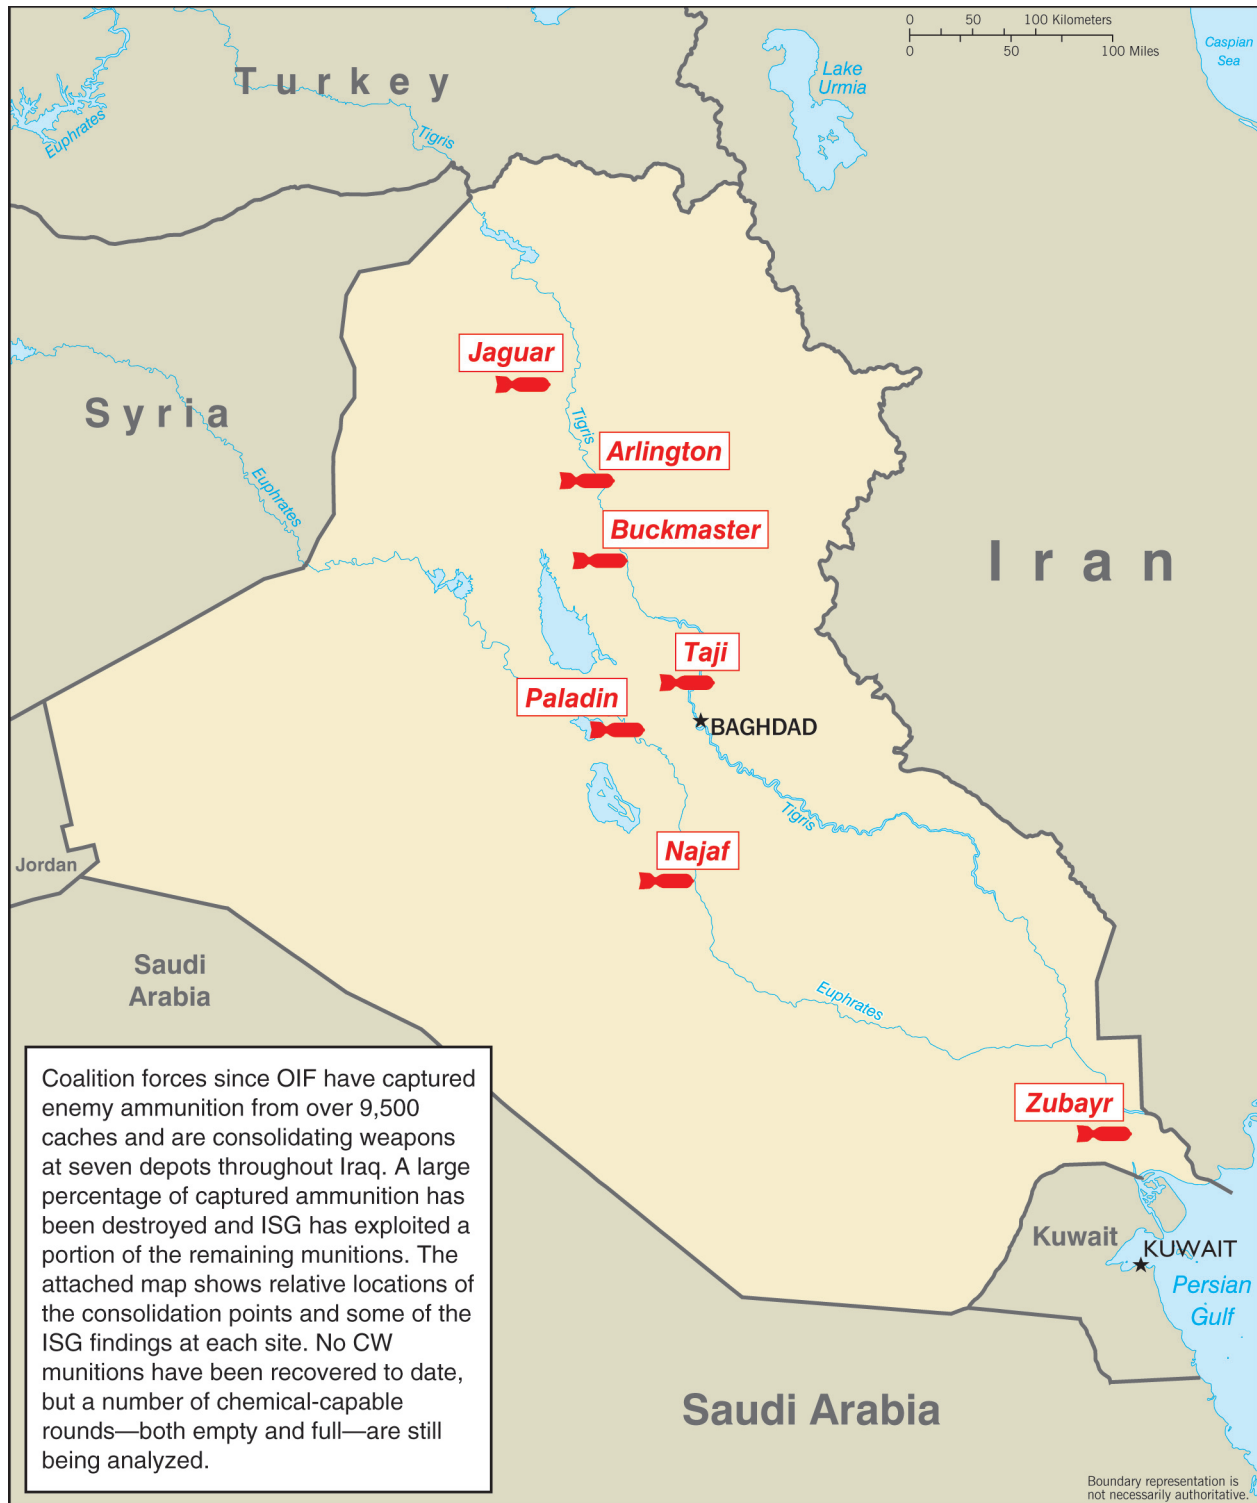 0 50 100 Kilometers
0 50 100 Miles
Caspian
Sea
Lake
Urmia
Turkey
Euphrates
Tigris
Jaguar
Syria
Tigris
Arlington
Euphrates
Buckmaster
Iran
Taji
Paladin
BAGHDAD
Tigris
Najaf
Jordan
Saudi
Arabia
Euphrates
Zubayr
Coalition forces since OIF have captured
enemy ammunition from over 9,500
caches and are consolidating weapons
at seven depots throughout Iraq. A large
percentage of captured ammunition has
been destroyed and ISG has exploited a
portion of the remaining munitions. The
attached map shows relative locations of
the consolidation points and some of the
ISG findings at each site. No CW
munitions have been recovered to date,
but a number of chemical-capable
rounds—both empty and full—are still
being analyzed.
Kuwait
KUWAIT
Persian
Gulf
Saudi Arabia
Boundary representation is
not necessarily authoritative.